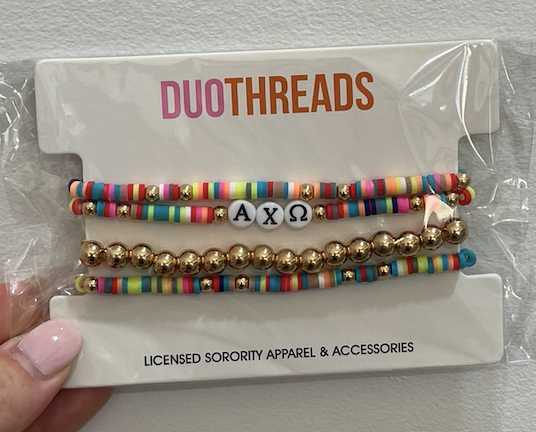 DUOTHREADS
ΑΧΩ
LICENSED SORORITY APPAREL & ACCESSORIES